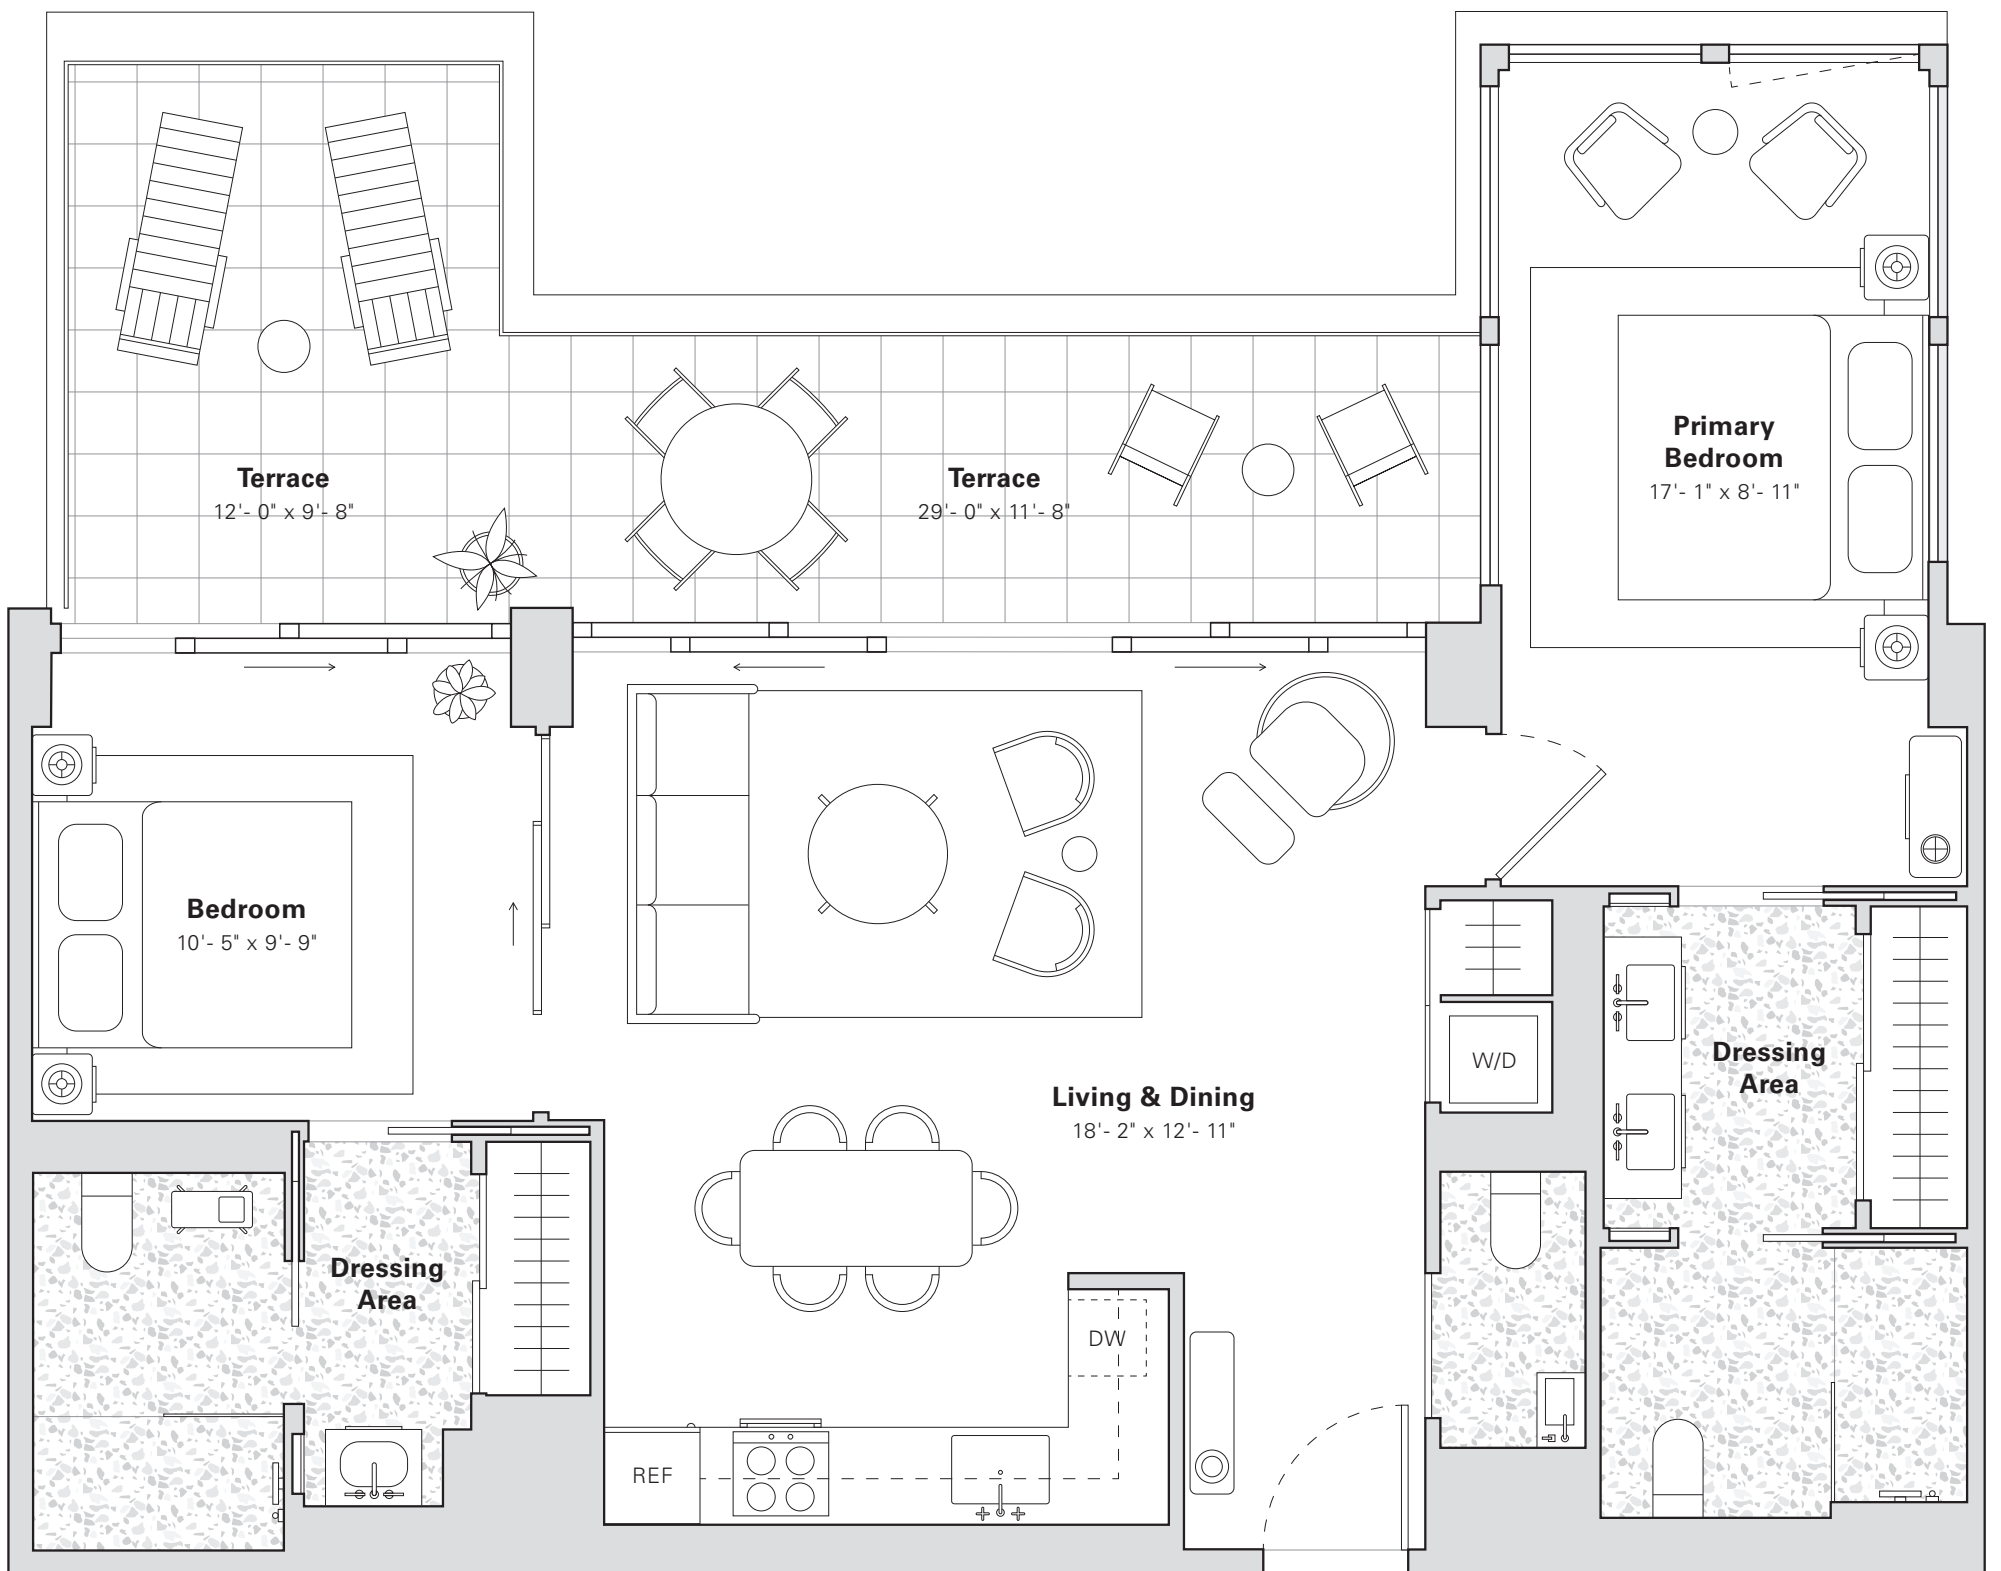 Primary
Bedroom
17'- 1" x 8'- 11"
Terrace
12'- 0" x 9'- 8"
Terrace
29'- 0" x 11'- 8"
Bedroom
10'- 5" x 9'- 9"
W/D
Dressing
Area
Living & Dining
18'- 2" x 12'- 11"
Dressing
Area
DW
REF